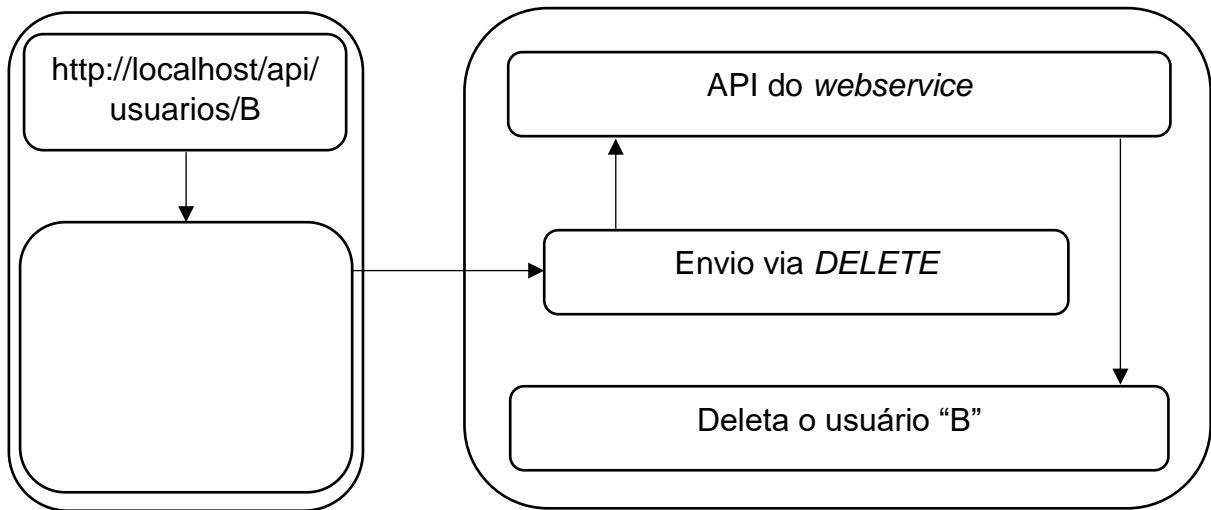 http://localhost/api/
usuarios/B
API do webservice
Envio via DELETE
Deleta o usuário “B”